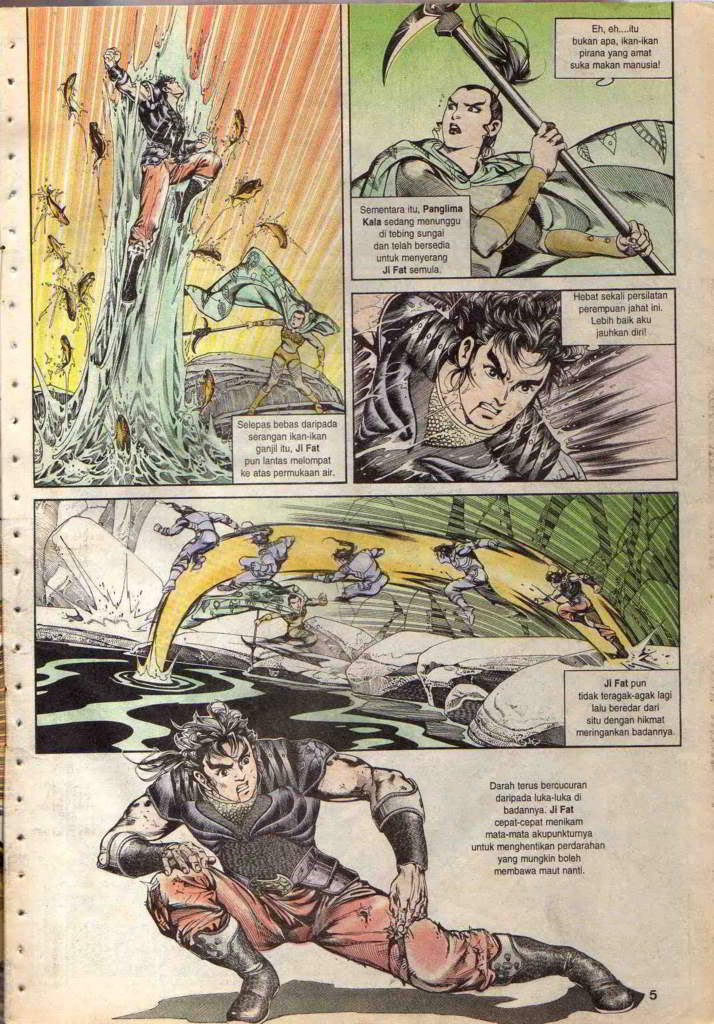 Selepas bebas daripada
serangan ikan-ikan
ganjil itu, Ji Fat
pun lantas melompat
ke atas permukaan air.
Eh, eh....itu
bukan apa, ikan-ikan
pirana yang amat
suka makan manusia!
Sementara itu, Panglima
Kala sedang menunggu
di tebing sungai
dan telah bersedia
untuk menyerang
Ji Fat semula.
Hebat sekali persilatan
perempuan jahat ini.
Lebih baik aku
jauhkan diri!
Ji Fat pun
tidak teragak-agak lagi
lalu beredar dari
situ dengan hikmat
meringankan badannya.
Darah terus bercucuran
daripada luka-luka di
badannya. Ji Fat
cepat-cepat menikam
mata-mata akupunkturnya
untuk menghentikan perdarahan
yang mungkin boleh
membawa maut nanti.
5